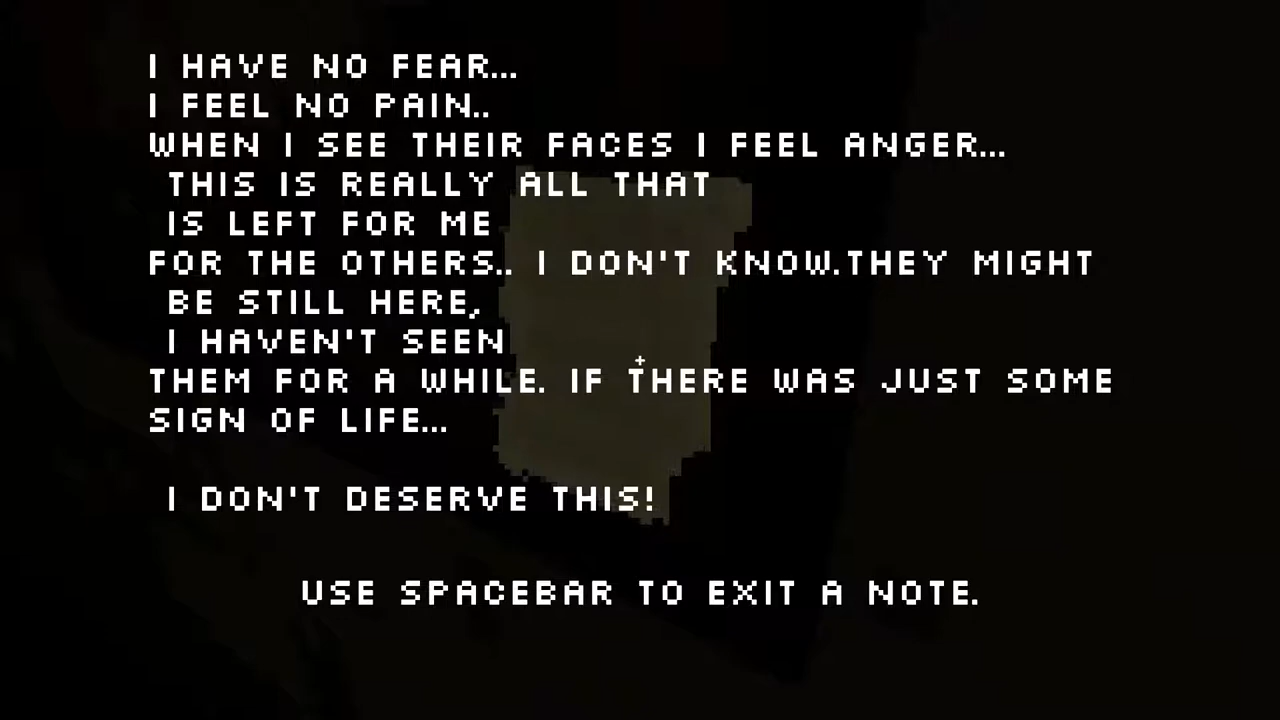 I HAVE NO FEAR...
I FEEL NO PAIN..
WHEN I SEE THEIR FACES I FEEL ANGER...
THIS IS REALLY ALL THAT
IS LEFT FOR ME
FOR THE OTHERS.. I DON'T KNOW.THEY MIGHT
BE STILL HERE,
I HAVEN'T SEEN
THEM FOR A WHILE. IF THERE WAS JUST SOME
SIGN OF LIFE...
I DON'T DESERVE THIS!
USE SPACEBAR TO EXIT A NOTE.